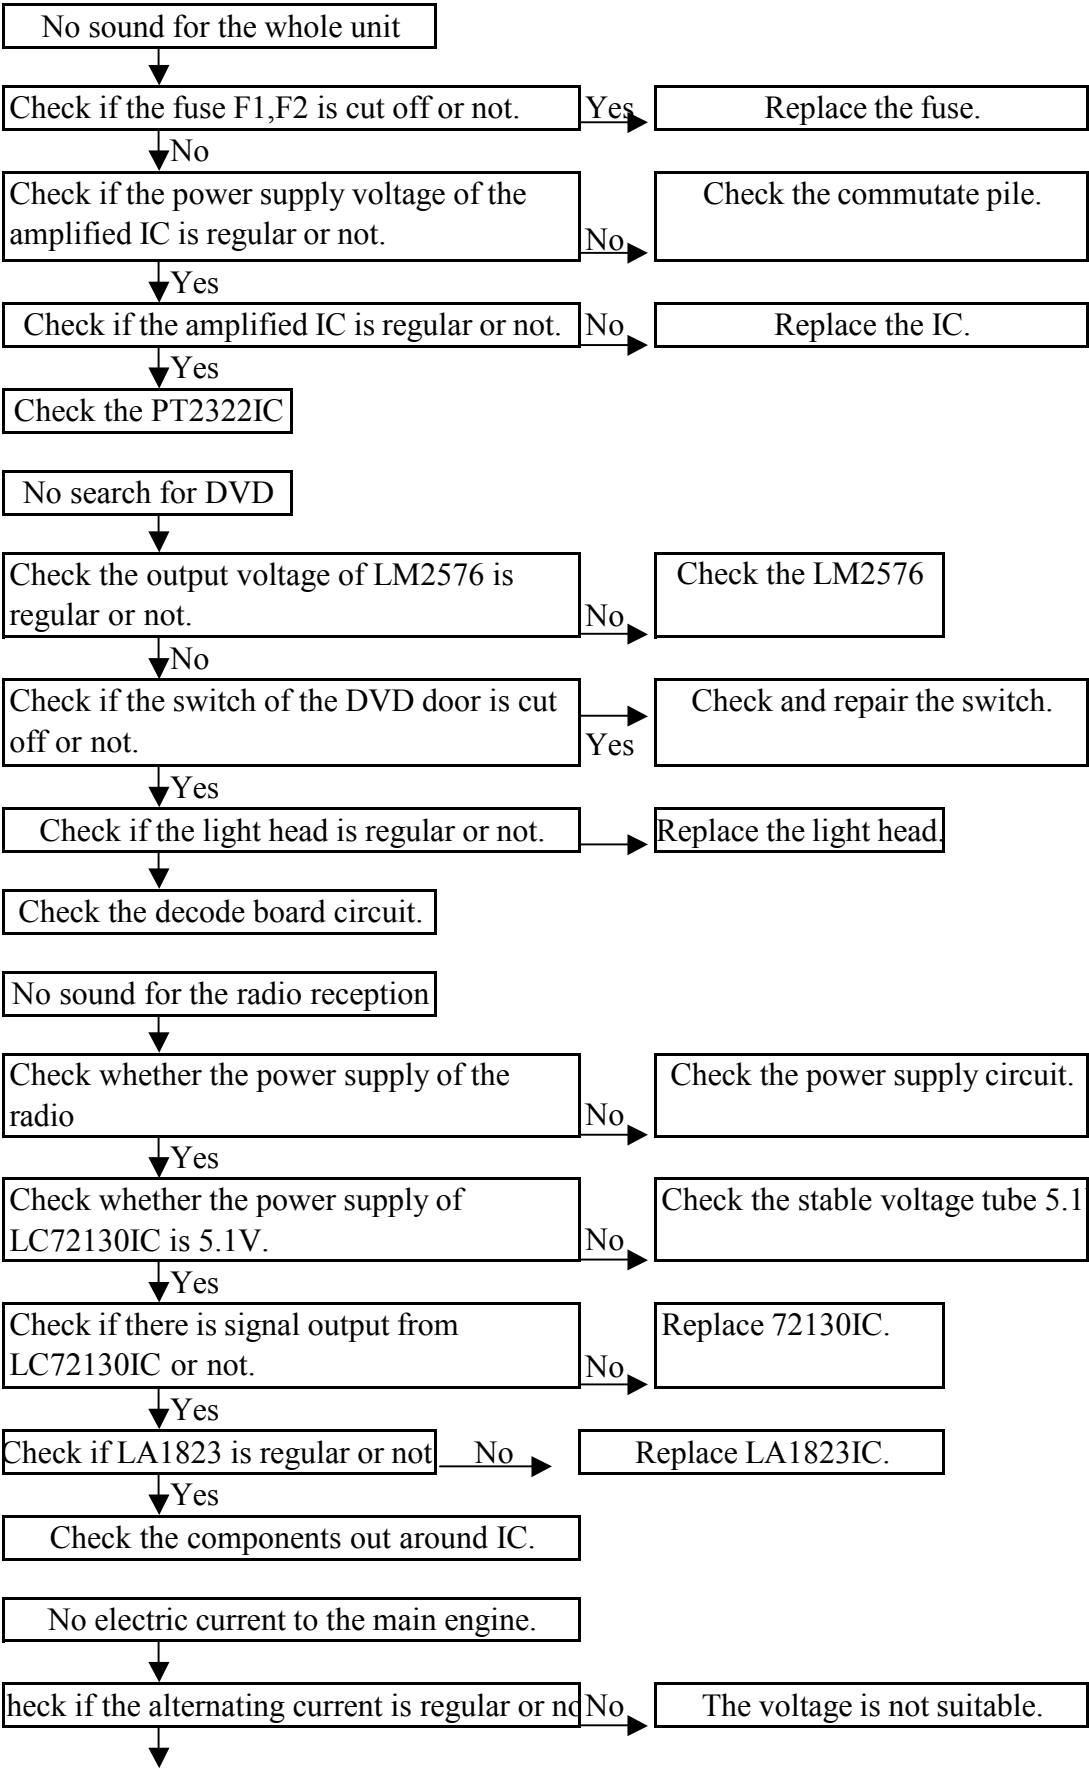 No sound for the whole unit
Check if the fuse F1,F2 is cut off or not.
Yes
Replace the fuse.
No
Check if the power supply voltage of the
amplified IC is regular or not.
No
Check the commutate pile.
Yes
Check if the amplified IC is regular or not.
No
Replace the IC.
Yes
Check the PT2322IC
No search for DVD
Check the output voltage of LM2576 is
regular or not.
No
Check the LM2576
No
Check if the switch of the DVD door is cut
off or not.
Yes
Check and repair the switch.
Yes
Check if the light head is regular or not.
Replace the light head.
Check the decode board circuit.
No sound for the radio reception
Check whether the power supply of the
radio
No
Check the power supply circuit.
Yes
Check whether the power supply of
LC72130IC is 5.1V.
No
Check the stable voltage tube 5.1
Yes
Check if there is signal output from
LC72130IC or not.
No
Replace 72130IC.
Yes
Check if LA1823 is regular or not
No
Replace LA1823IC.
Yes
Check the components out around IC.
No electric current to the main engine.
heck if the alternating current is regular or no
No
The voltage is not suitable.